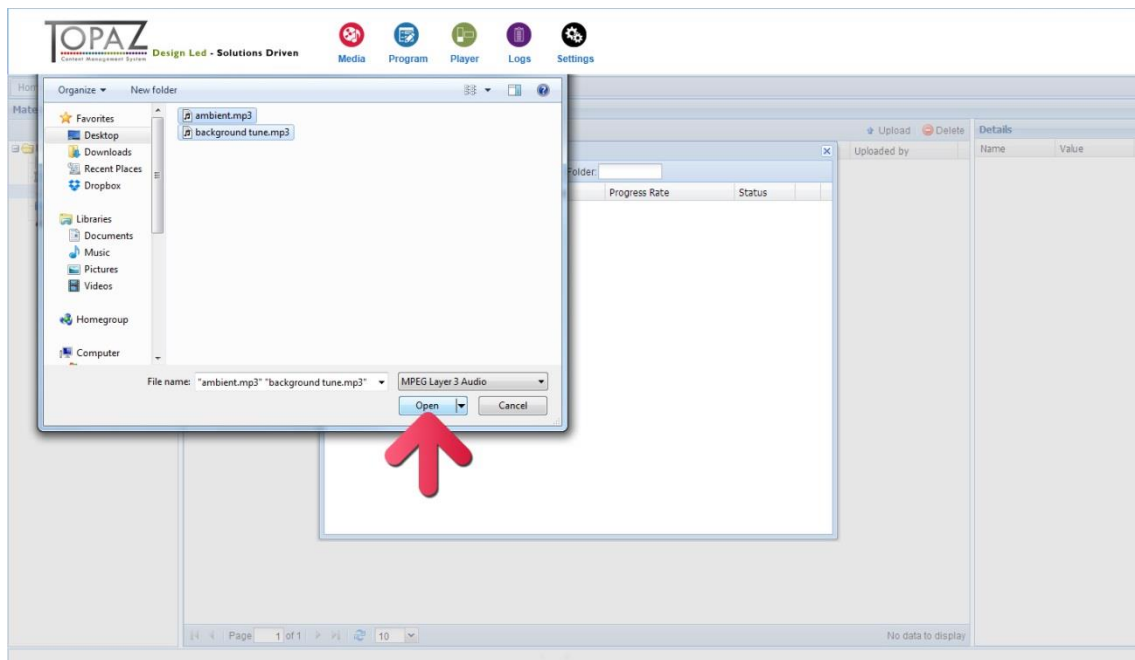 TOPAZ
Content Management System
Design Led - Solutions Driven
Media
Program
Player
Logs
Settings
Hom
Organize
New folder
Mate
Favorites
Desktop
Downloads
Recent Places
Dropbox
Libraries
Documents
Music
Pictures
Videos
Homegroup
Computer
ambient.mp3
background tune.mp3
File name: "ambient.mp3" "background tune.mp3"
MPEG Layer 3 Audio
Open
Cancel
Folder:
Progress Rate
Status
Upload
Delete
Uploaded by
Details
Name
Value
Page 1 of 1
10
No data to display